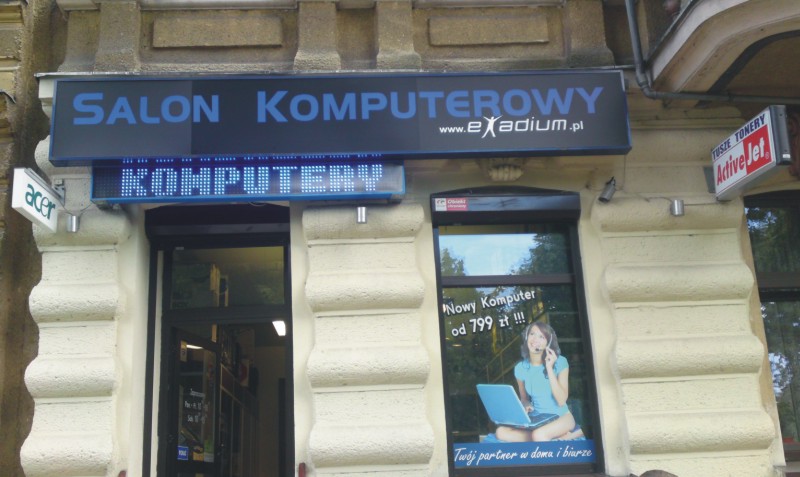 SALON KOMPUTEROWY
www.exadium.pl
KOMPUTERY
acer
TUSZE TONERY
ActiveJet
Nowy Komputer
od 799 zł !!!
Twój partner w domu i biurze